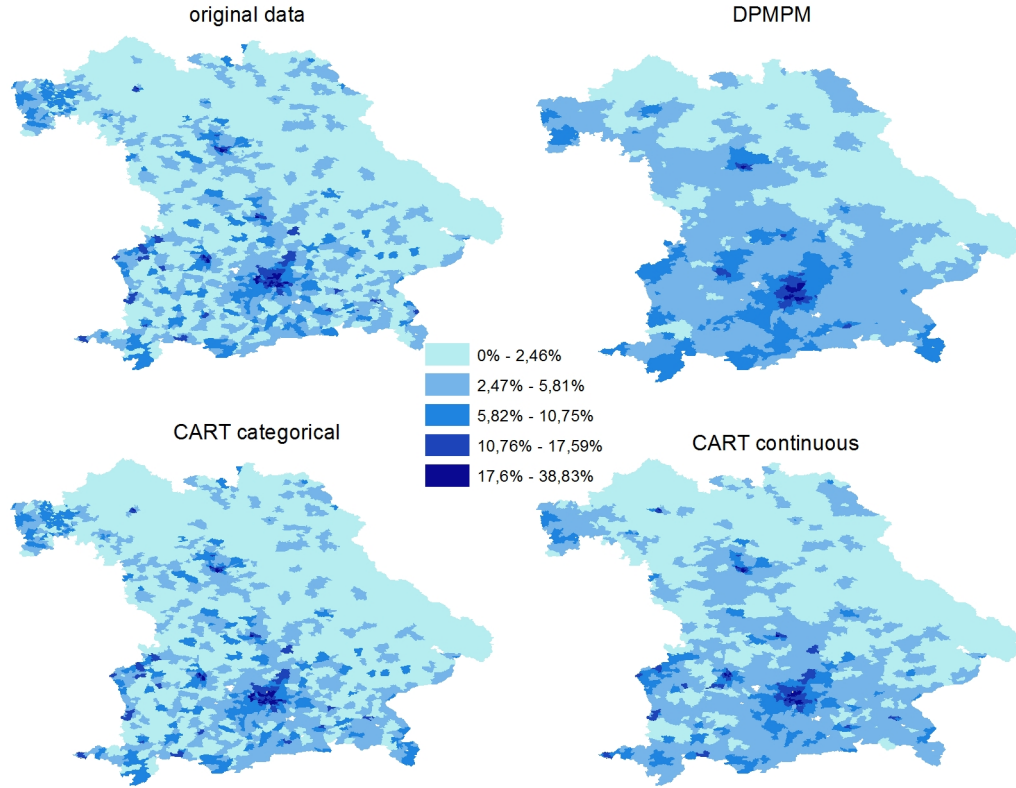 original data
DPMPM
0% - 2,46%
2,47% - 5,81%
5,82% - 10,75%
10,76% - 17,59%
17,6% - 38,83%
CART categorical
CART continuous